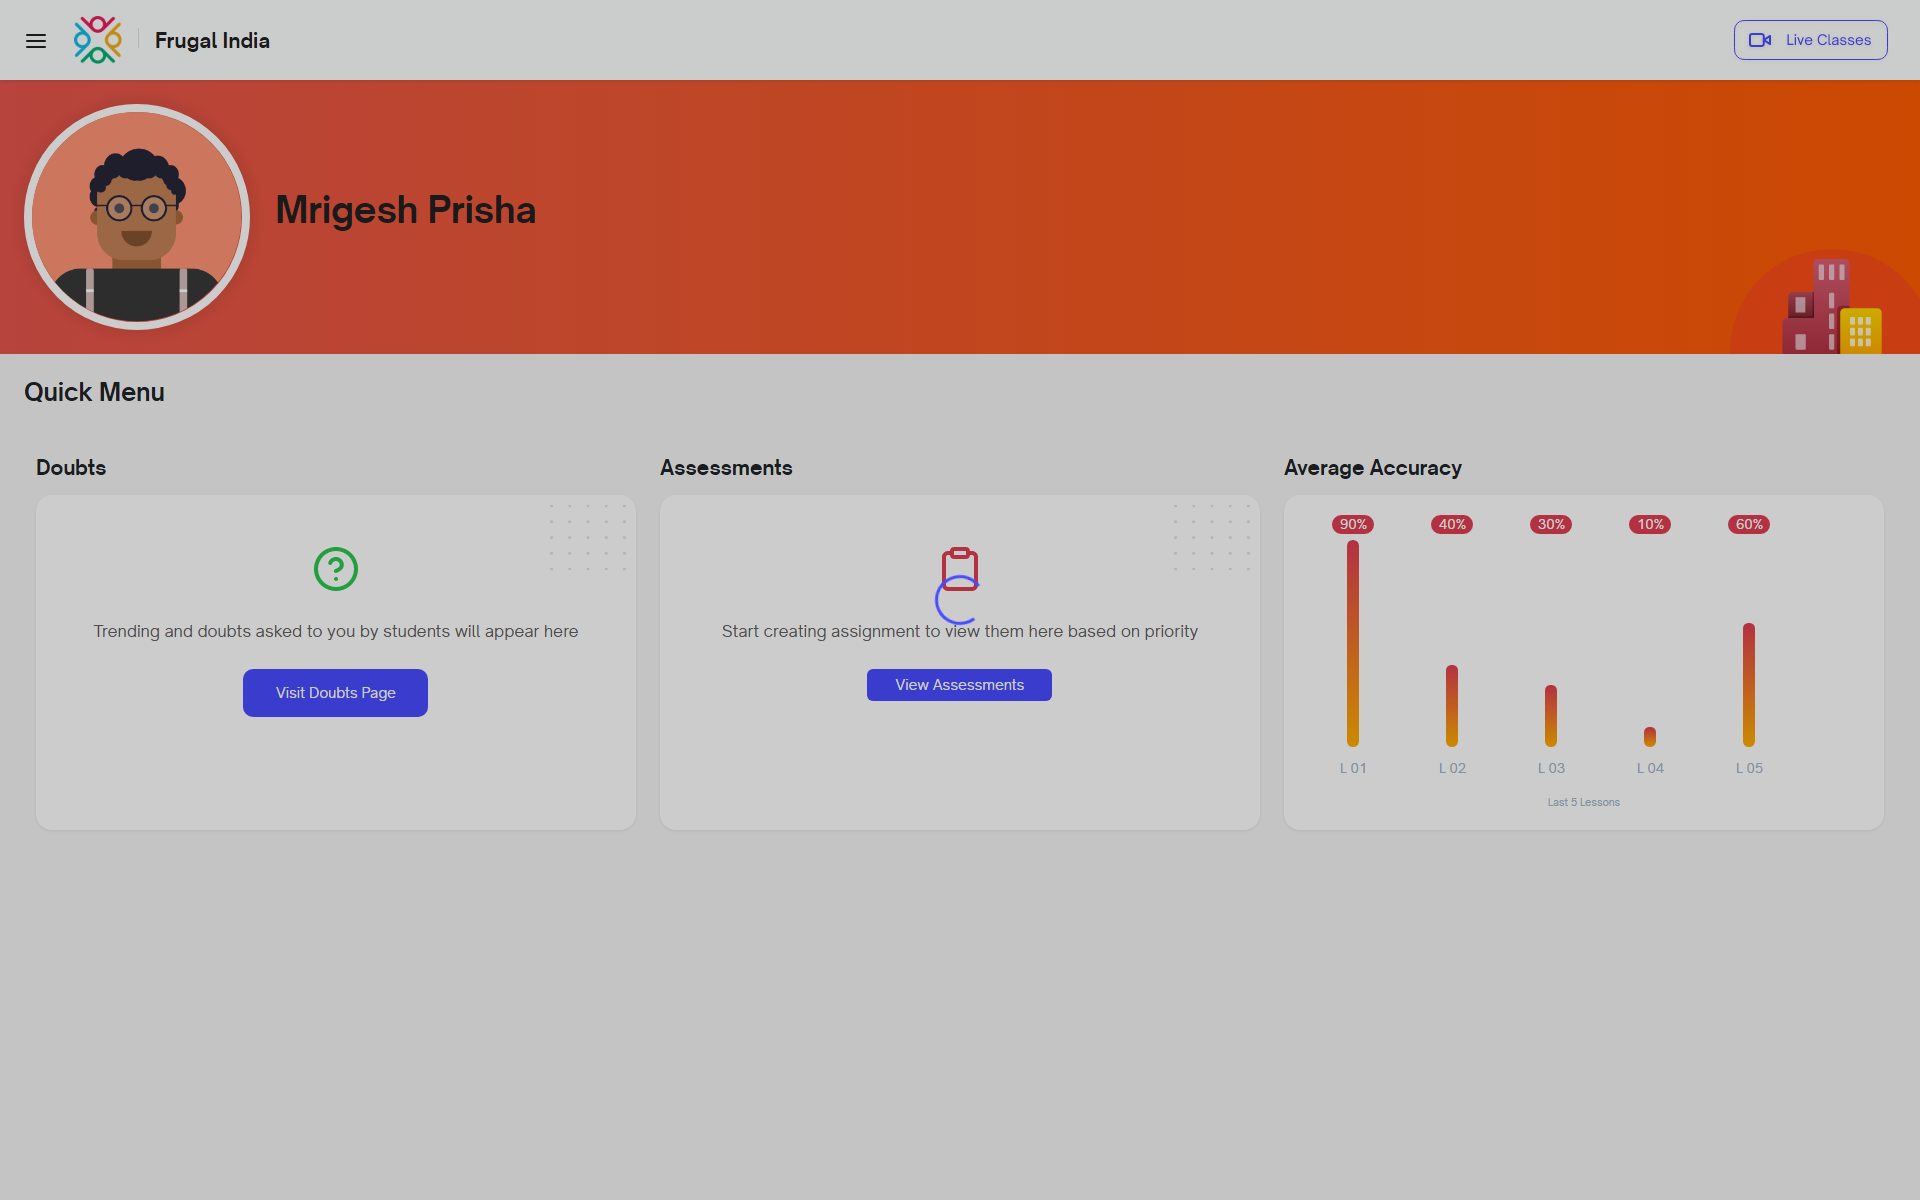 Frugal India
Live Classes
Mrigesh Prisha
Quick Menu
Doubts
Trending and doubts asked to you by students will appear here
Visit Doubts Page
Assessments
Start creating assignment to view them here based on priority
View Assessments
Average Accuracy
90% 40% 30% 10% 60%
L 01 L 02 L 03 L 04 L 05
Last 5 Lessons